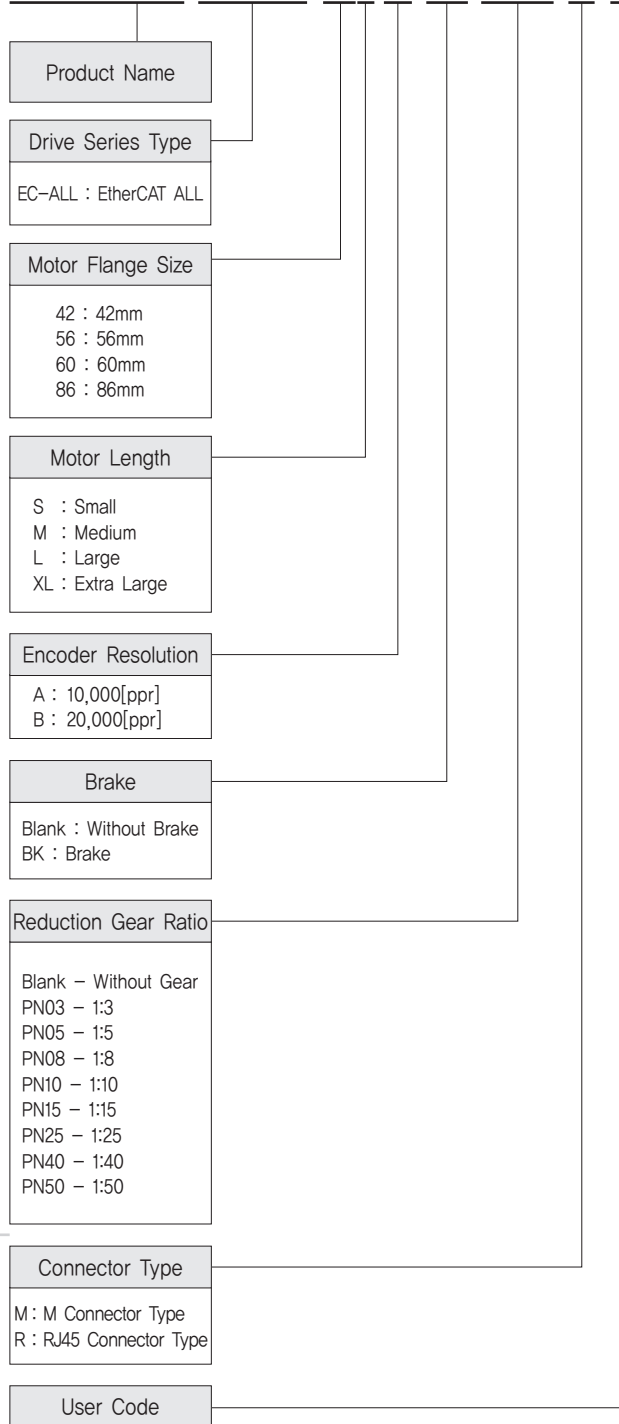 Product Name
Drive Series Type
EC-ALL : EtherCAT ALL
Motor Flange Size
42 : 42mm
56 : 56mm
60 : 60mm
86 : 86mm
Motor Length
S : Small
M : Medium
L : Large
XL : Extra Large
Encoder Resolution
A : 10,000[ppr]
B : 20,000[ppr]
Brake
Blank : Without Brake
BK : Brake
Reduction Gear Ratio
Blank - Without Gear
PN03 - 1:3
PN05 - 1:5
PN08 - 1:8
PN10 - 1:10
PN15 - 1:15
PN25 - 1:25
PN40 - 1:40
PN50 - 1:50
Connector Type
M : M Connector Type
R : RJ45 Connector Type
User Code